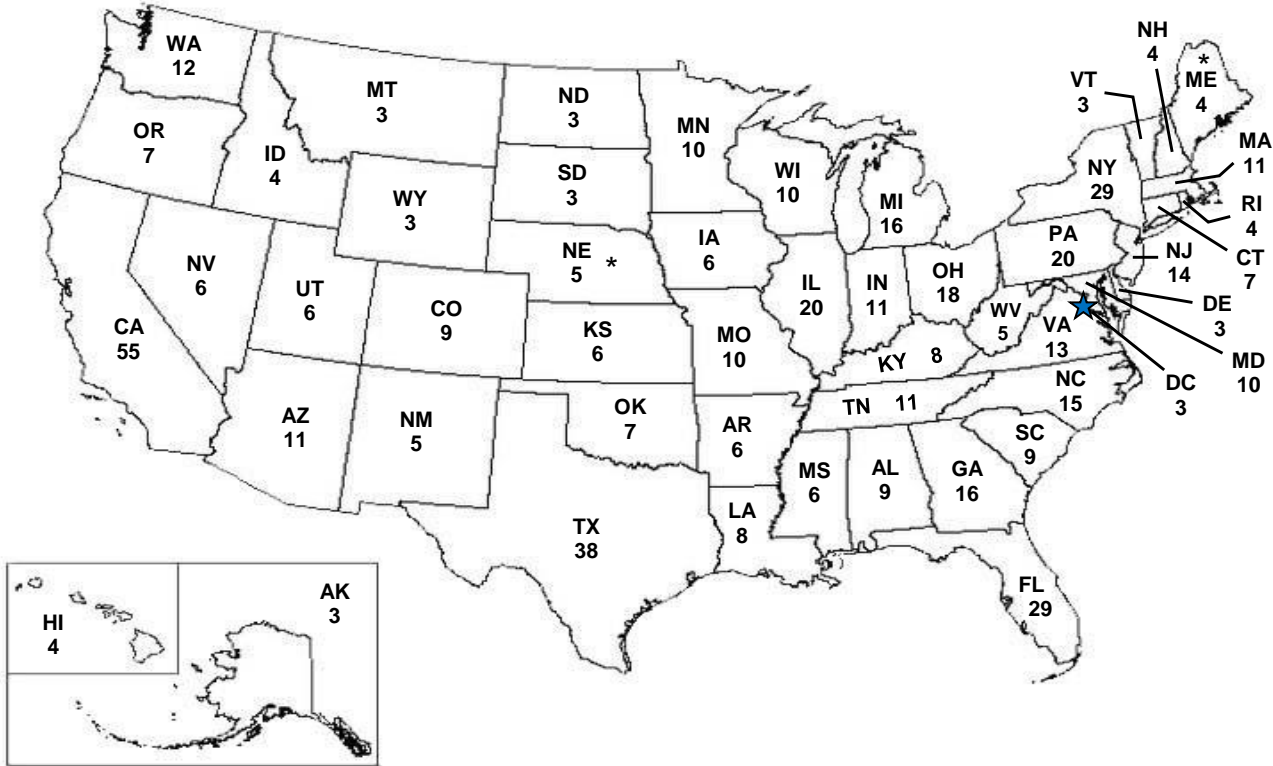 NH
4
*
ME
4
WA
12
VT
3
MT
3
ND
3
MN
10
OR
7
ID
4
MA
11
WI
10
NY
29
SD
3
WY
3
MI
16
RI
4
PA
20
IA
6
NE
5 *
NJ
14
CT
7
NV
6
OH
18
IN
11
IL
20
UT
6
CO
9
DE
3
WV
5
VA
13
CA
55
KS
6
MO
10
MD
10
KY 8
DC
3
NC
15
TN 11
OK
7
AZ
11
NM
5
AR
6
SC
9
MS
6
AL
9
GA
16
LA
8
TX
38
FL
29
AK
3
HI
4